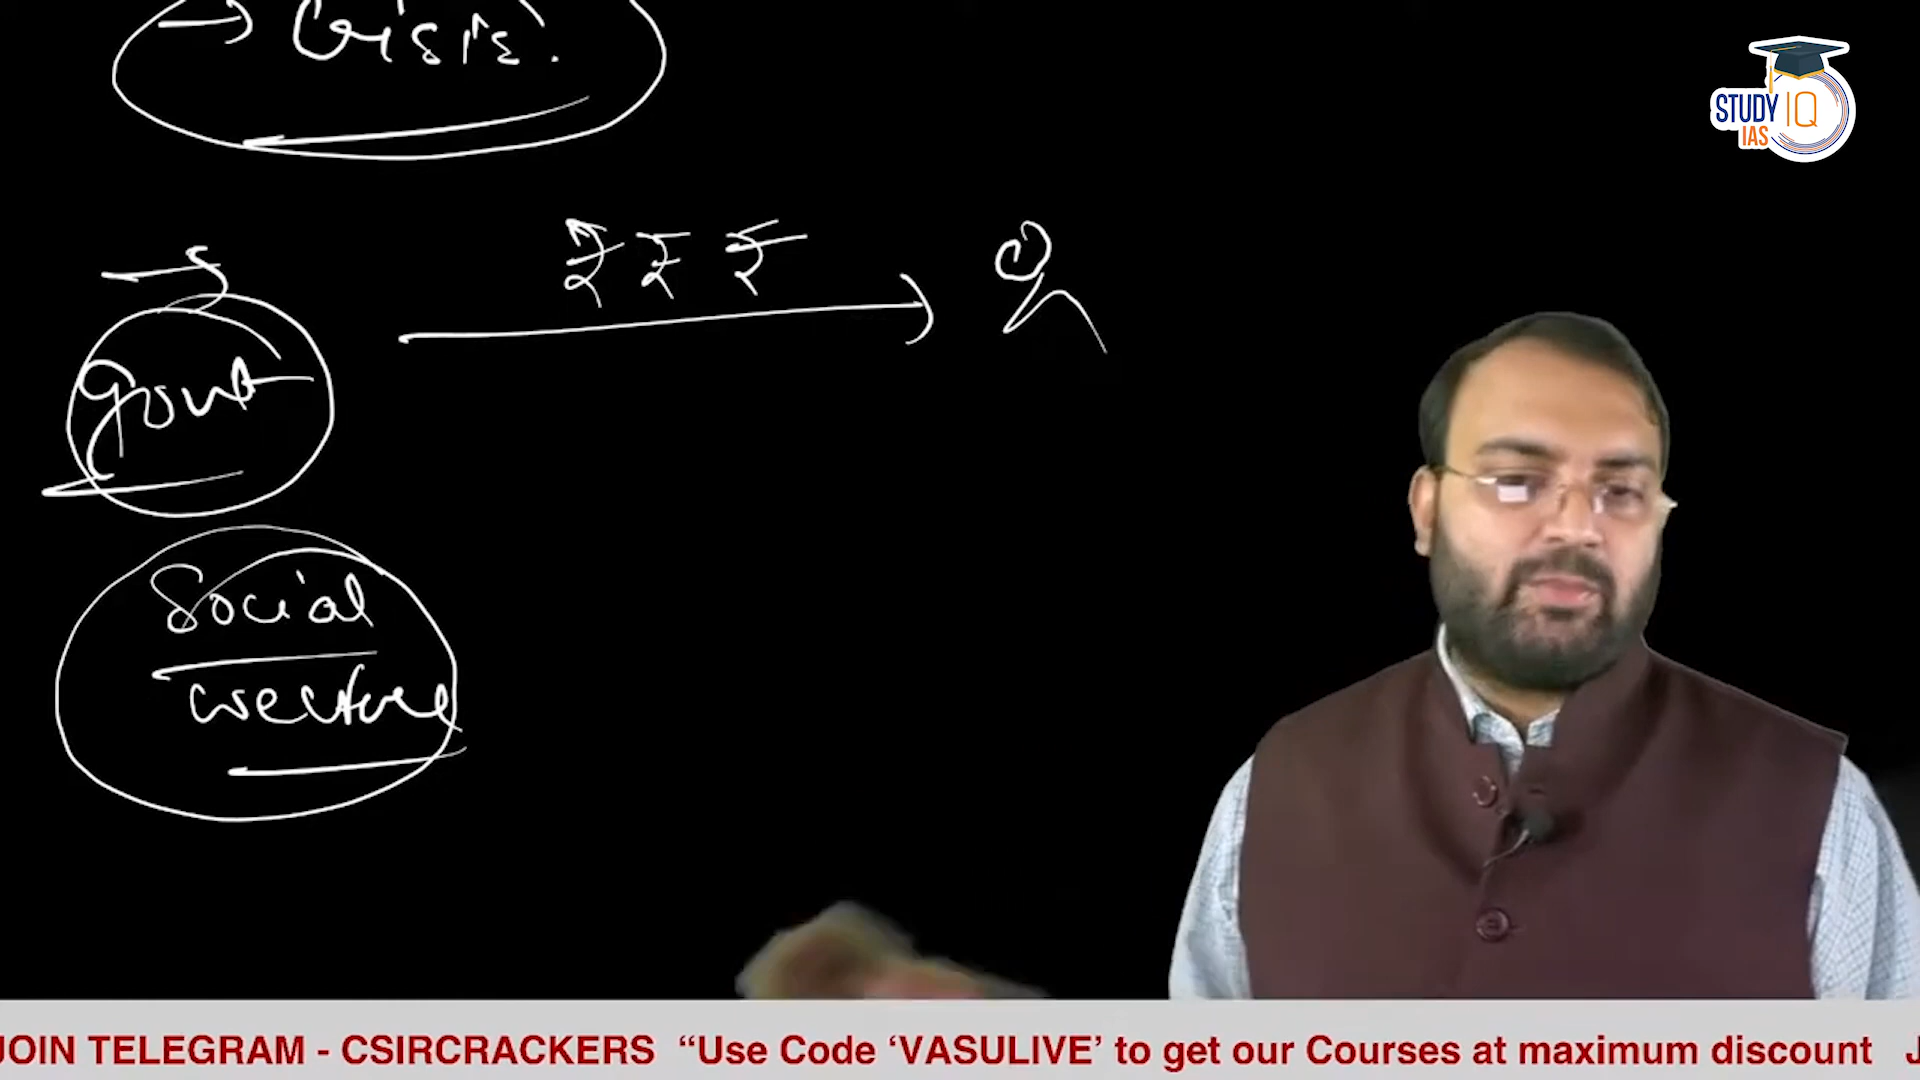 → Crisis.
STUDY IQ
IAS
₹ ₹ ₹
→
Govt
Social
Welfare
JOIN TELEGRAM - CSIRCRACKERS “Use Code ‘VASULIVE’ to get our Courses at maximum discount J